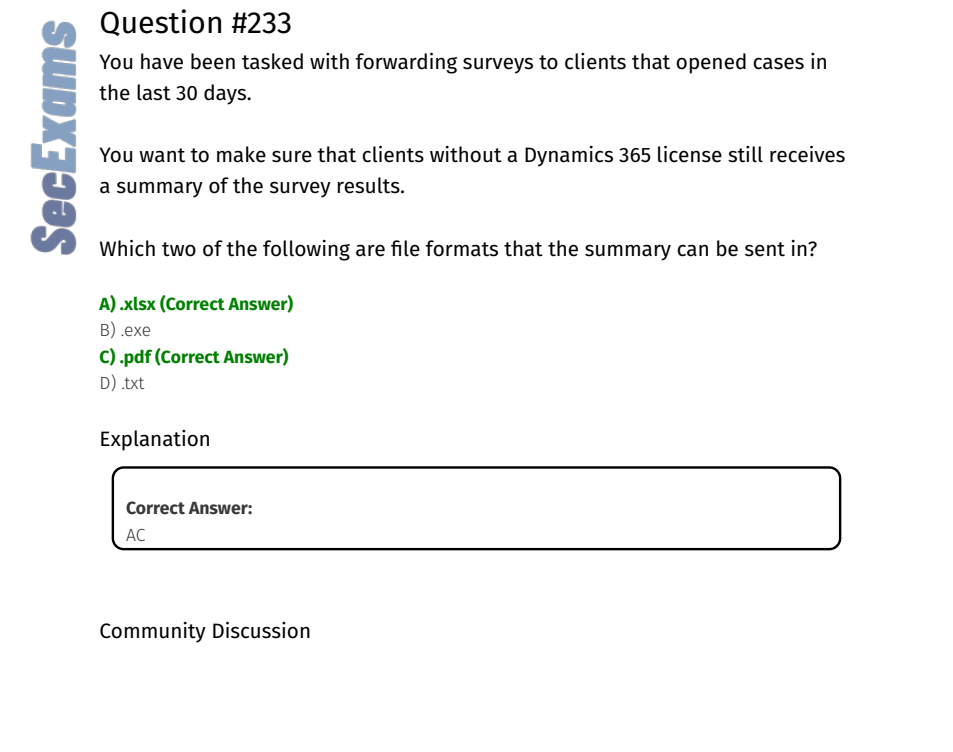 SecExams
Question #233
You have been tasked with forwarding surveys to clients that opened cases in
the last 30 days.
You want to make sure that clients without a Dynamics 365 license still receives
a summary of the survey results.
Which two of the following are file formats that the summary can be sent in?
A) .xlsx (Correct Answer)
B) .exe
C) .pdf (Correct Answer)
D) .txt
Explanation
Correct Answer:
AC
Community Discussion